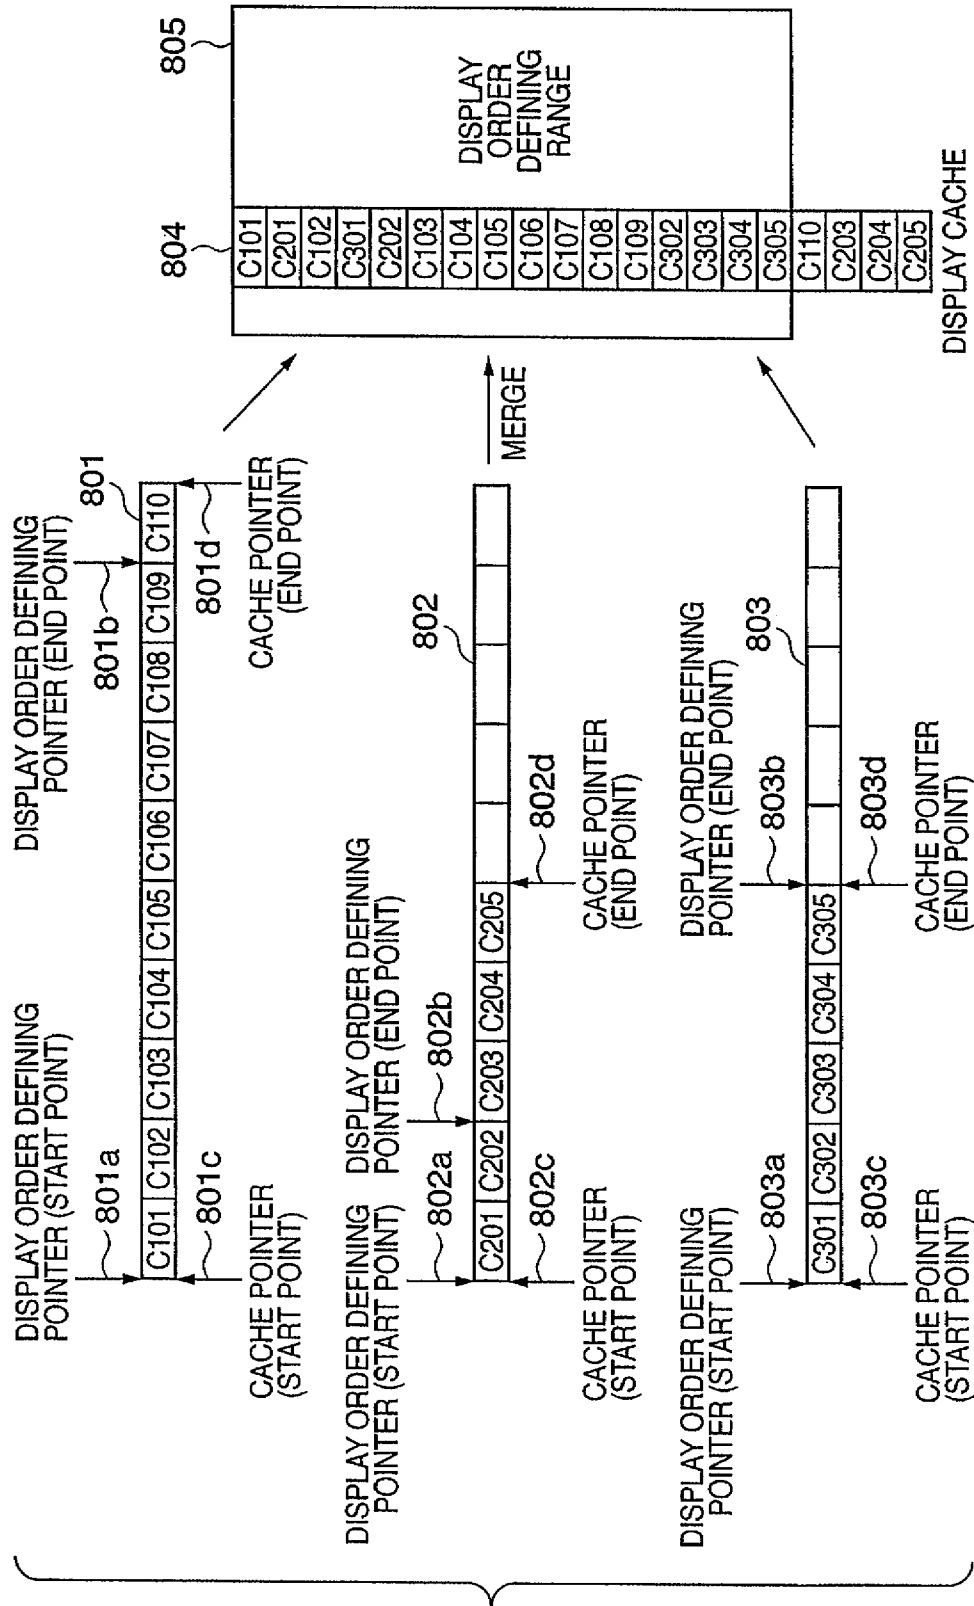 DISPLAY ORDER DEFINING
POINTER (START POINT)
801a
DISPLAY ORDER DEFINING
POINTER (END POINT)
801b
801
C101 C102 C103 C104 C105 C106 C107 C108 C109 C110
801c
CACHE POINTER
(START POINT)
801d
CACHE POINTER
(END POINT)
DISPLAY ORDER DEFINING
POINTER (START POINT)
802a
DISPLAY ORDER DEFINING
POINTER (END POINT)
802b
802
C201 C202 C203 C204 C205
802c
CACHE POINTER
(START POINT)
802d
CACHE POINTER
(END POINT)
DISPLAY ORDER DEFINING
POINTER (START POINT)
803a
DISPLAY ORDER DEFINING
POINTER (END POINT)
803b
803
C301 C302 C303 C304 C305
803c
CACHE POINTER
(START POINT)
803d
CACHE POINTER
(END POINT)
MERGE
804
805
C101
C201
C102
C301
C202
C103
C104
C105
C106
C107
C108
C109
C302
C303
C304
C305
C110
C203
C204
C205
DISPLAY
ORDER
DEFINING
RANGE
DISPLAY CACHE